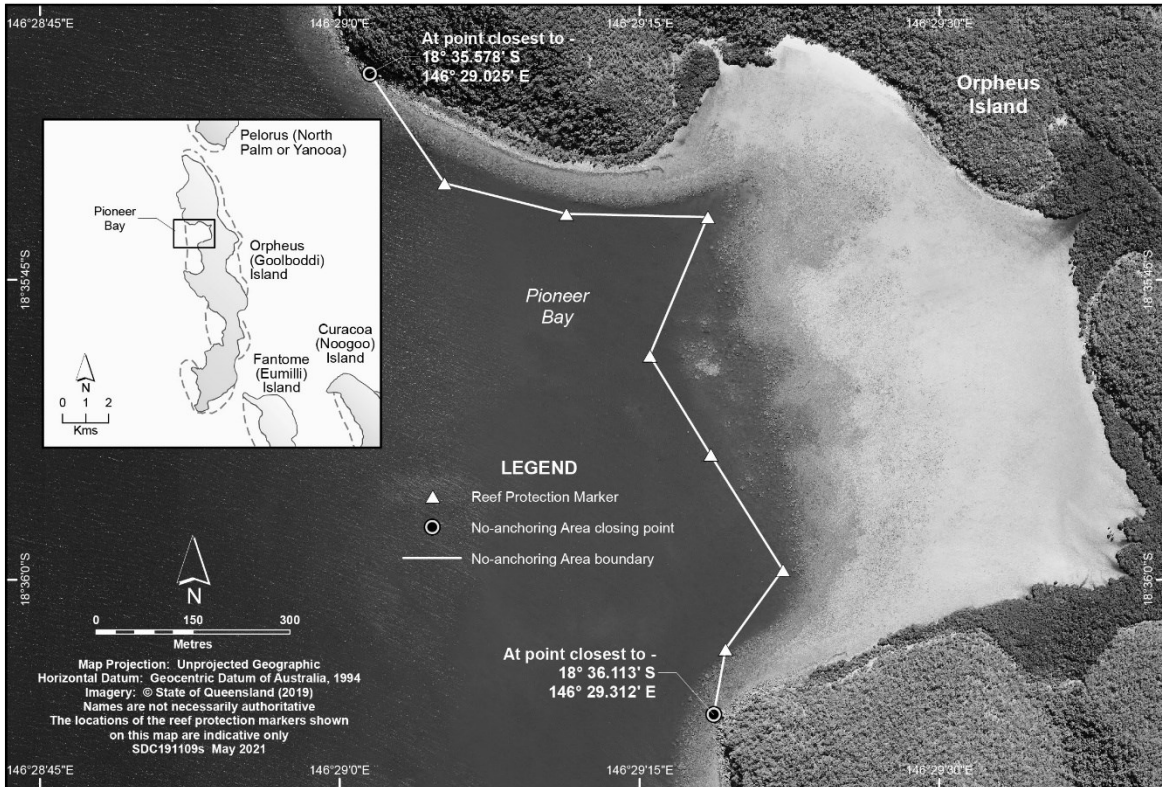 146°28'45"E
146°29'0"E
146°29'15"E
146°29'30"E
At point closest to -
18° 35.578' S
146° 29.025' E
Orpheus
Island
Pelorus (North
Palm or Yanooa)
Pioneer
Bay
Orpheus
(Goolboddi)
Island
Curacoa
(Noogoo)
Island
Fantome
(Eumilli)
Island
N
0 1 2
Kms
18°35'45"S
18°35'45"S
Pioneer
Bay
LEGEND
Reef Protection Marker
No-anchoring Area closing point
No-anchoring Area boundary
18°36'0"S
18°36'0"S
N
0 150 300
Metres
Map Projection: Unprojected Geographic
Horizontal Datum: Geocentric Datum of Australia, 1994
Imagery: © State of Queensland (2019)
Names are not necessarily authoritative
The locations of the reef protection markers shown
on this map are indicative only
SDC191109s May 2021
At point closest to -
18° 36.113' S
146° 29.312' E
146°28'45"E
146°29'0"E
146°29'15"E
146°29'30"E